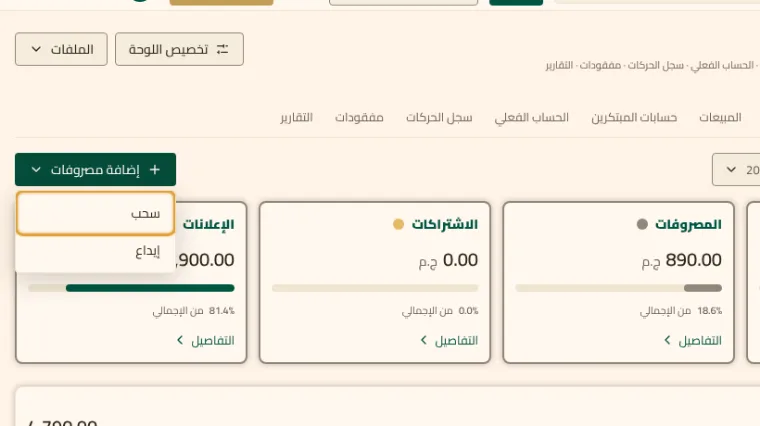 تخصيص اللوحة
الملفات
· الحساب الفعلي · سجل الحركات · مفقودات · التقارير
المبيعات
حسابات المبتكرين
الحساب الفعلي
سجل الحركات
مفقودات
التقارير
20
إضافة مصروفات
سحب
إيداع
المصروفات
890.00 ج.م
18.6% من الإجمالي
التفاصيل
الاشتراكات
0.00 ج.م
0.0% من الإجمالي
التفاصيل
الإعلانات
,900.00
81.4% من الإجمالي
التفاصيل